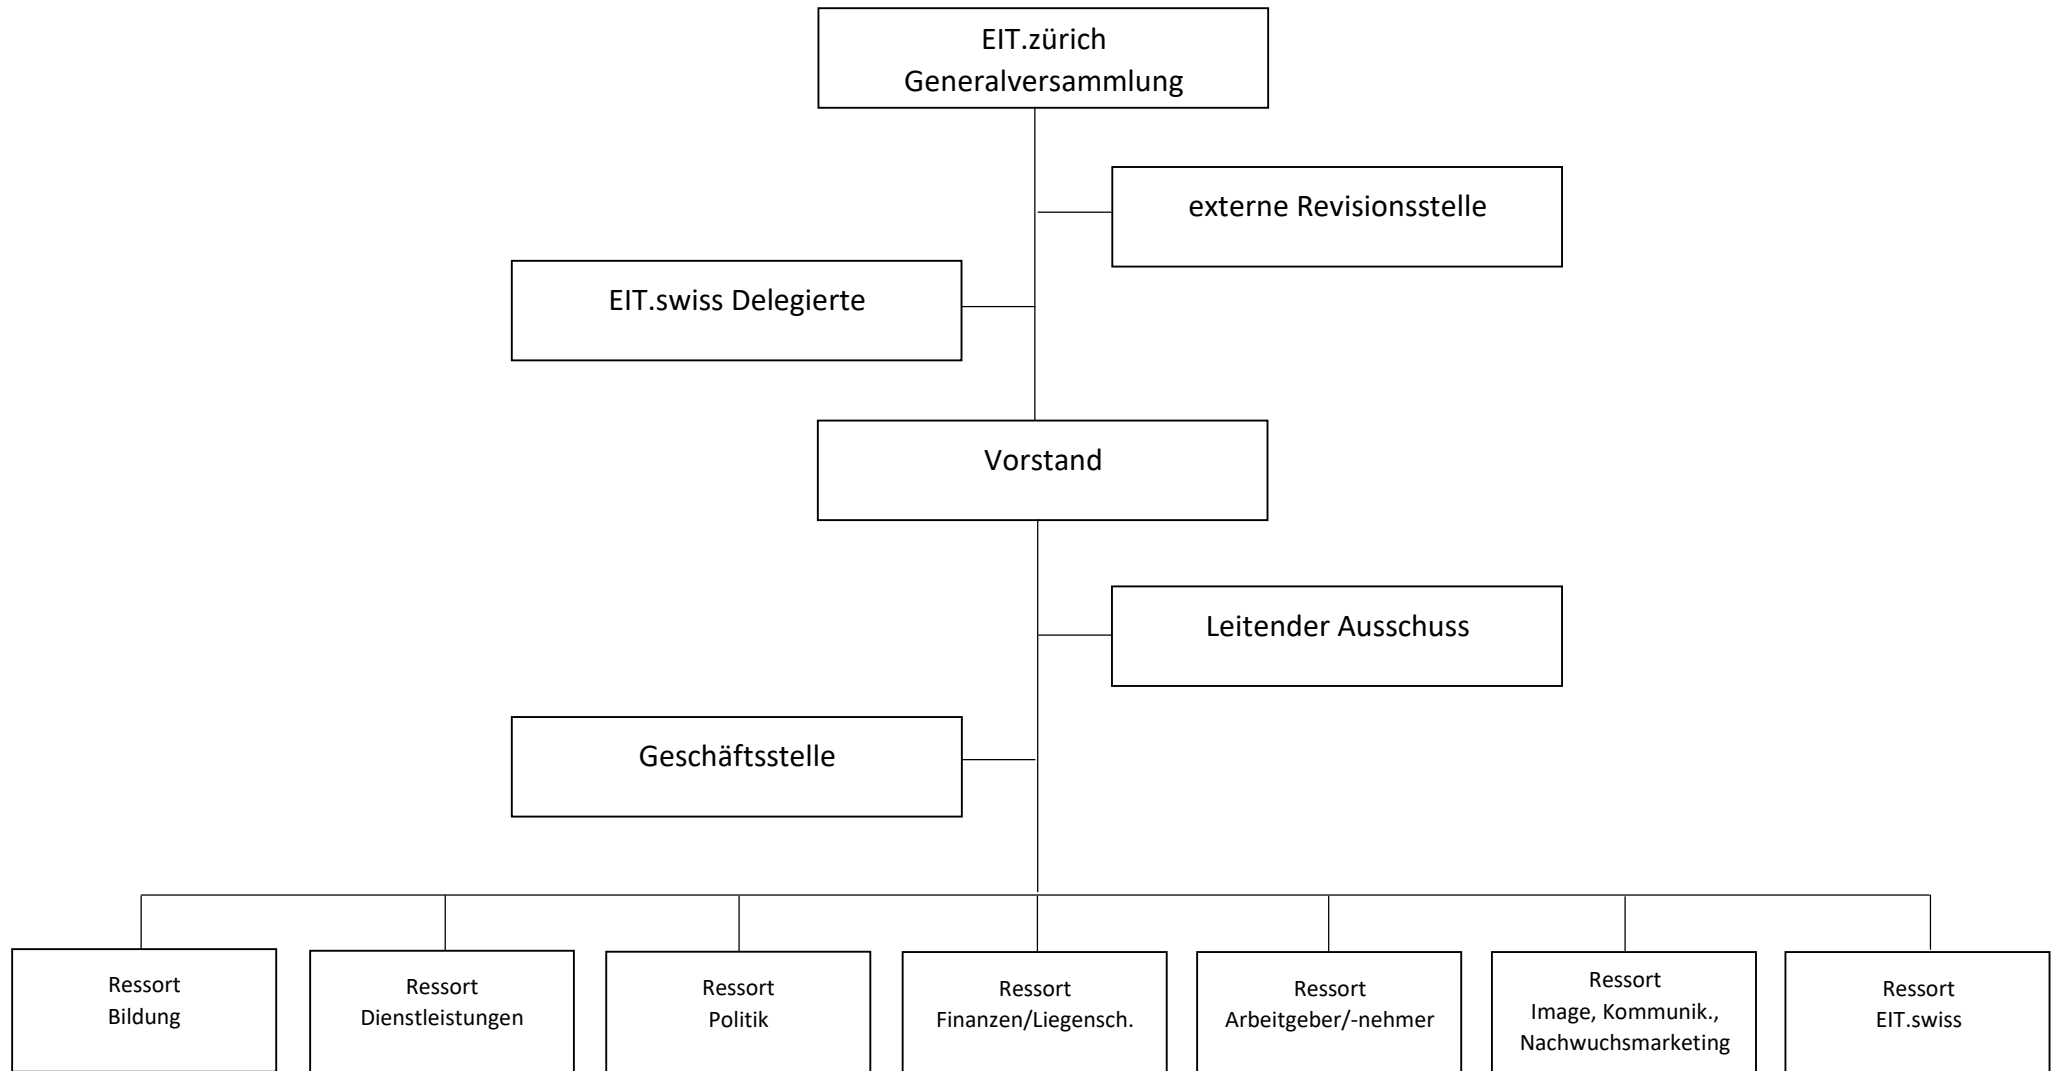 EIT.zürich
Generalversammlung
externe Revisionsstelle
EIT.swiss Delegierte
Vorstand
Leitender Ausschuss
Geschäftsstelle
Ressort
Bildung
Ressort
Dienstleistungen
Ressort
Politik
Ressort
Finanzen/Liegensch.
Ressort
Arbeitgeber/-nehmer
Ressort
Image, Kommunik.,
Nachwuchsmarketing
Ressort
EIT.swiss